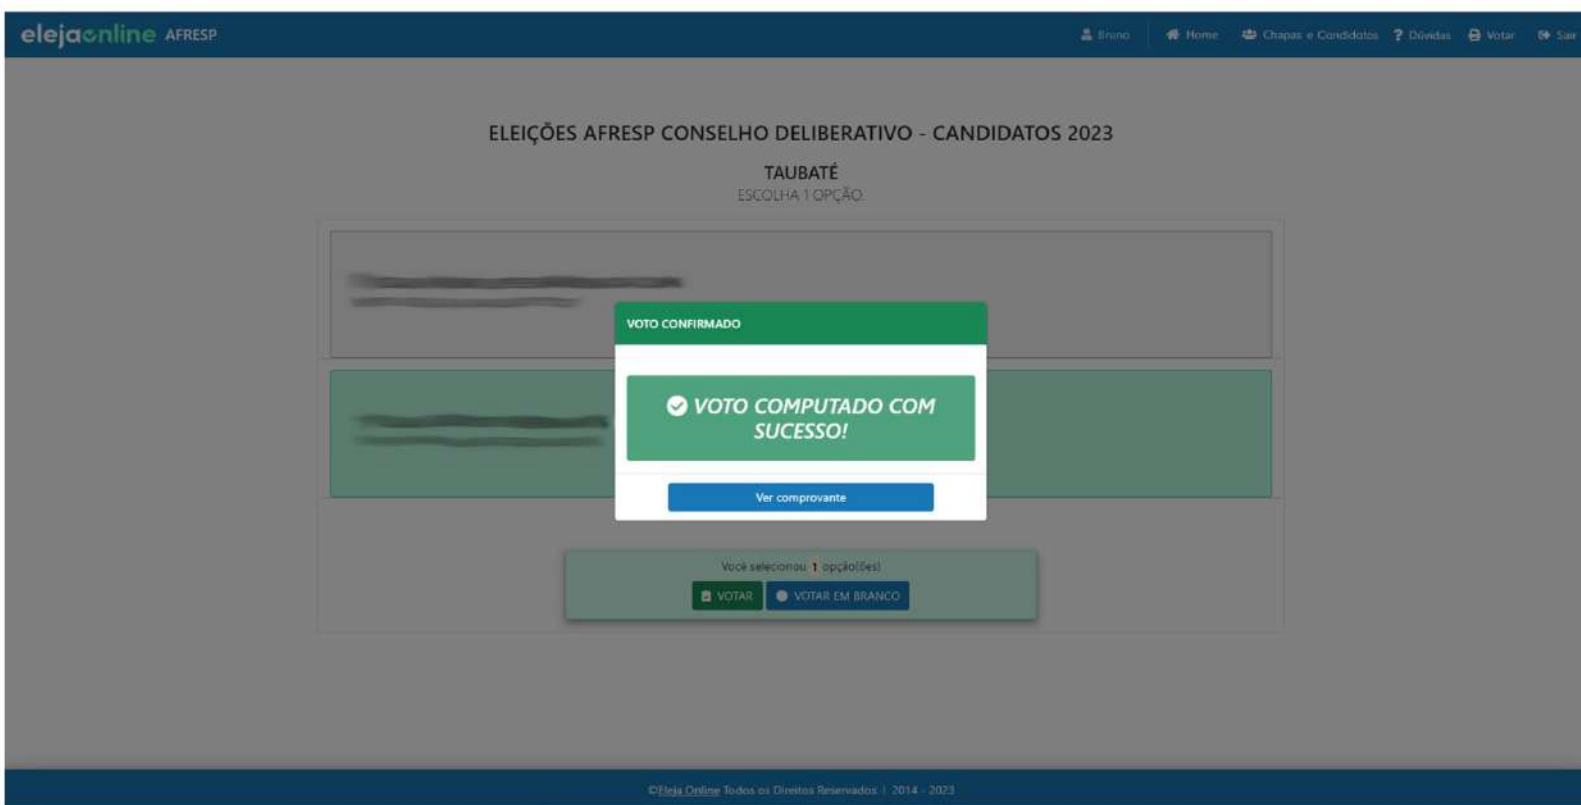 elejaonline AFRESP
Bruno Home Chapas e Candidatos ? Dúvidas Votar Sair
ELEIÇÕES AFRESP CONSELHO DELIBERATIVO - CANDIDATOS 2023
TAUBATÉ
ESCOLHA 1 OPÇÃO.
VOTO CONFIRMADO
VOTO COMPUTADO COM
SUCESSO!
Ver comprovante
Você selecionou 1 opção(ões)
VOTAR VOTAR EM BRANCO
©Eleja Online Todos os Direitos Reservados. | 2014 - 2023